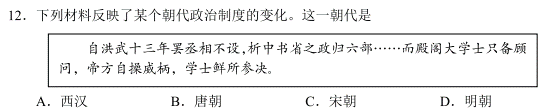 12. 下列材料反映了某个朝代政治制度的变化。这一朝代是
自洪武十三年罢丞相不设,析中书省之政归六部……而殿阁大学士只备顾
问，帝方自操威柄，学士鲜所参决。
A．西汉 B．唐朝 C．宋朝 D．明朝